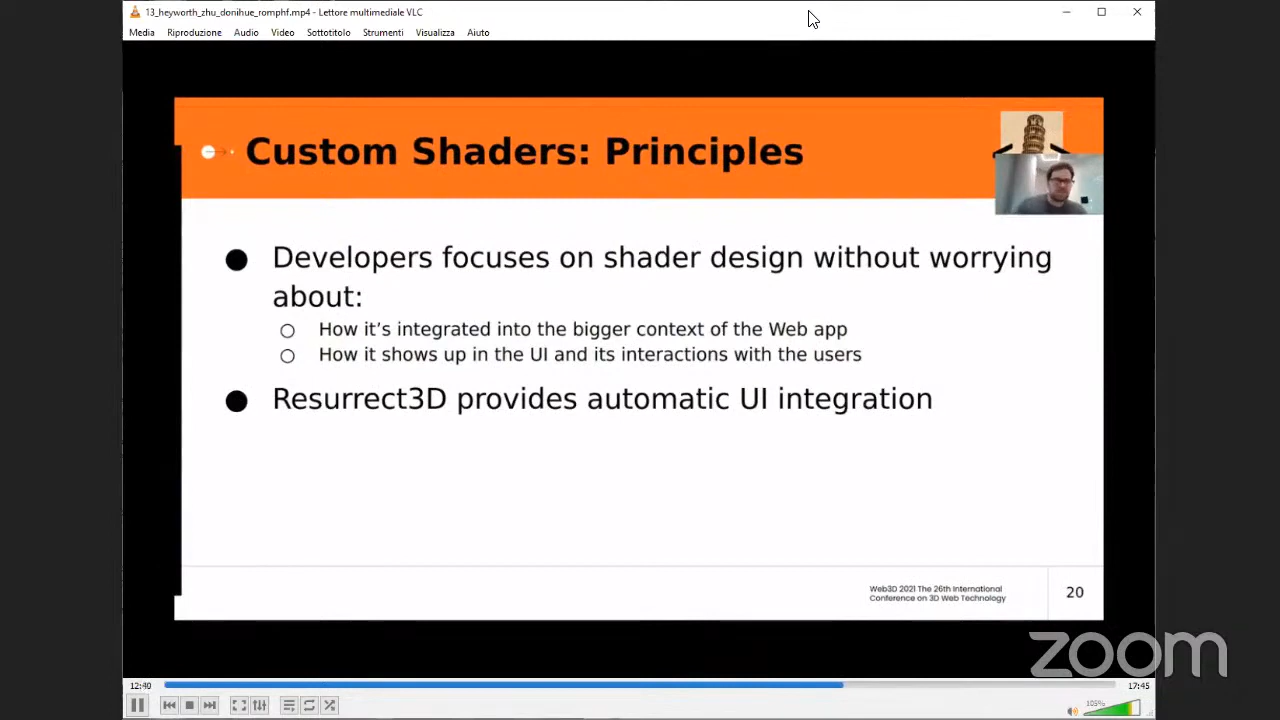 13_heyworth_zhu_donihue_romphf.mp4 - Lettore multimediale VLC
Media Riproduzione Audio Video Sottotitolo Strumenti Visualizza Aiuto
Custom Shaders: Principles
Developers focuses on shader design without worrying
about:
How it’s integrated into the bigger context of the Web app
How it shows up in the UI and its interactions with the users
Resurrect3D provides automatic UI integration
Web3D 2021 The 26th International
Conference on 3D Web Technology
20
zoom
12:40
17:45
105%